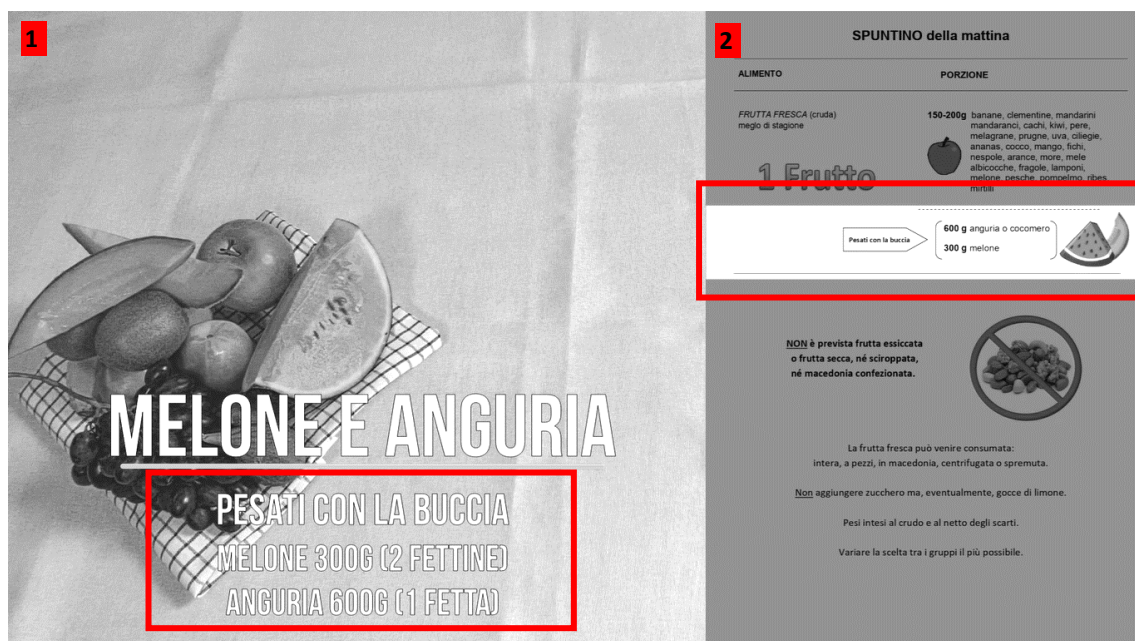 1
MELONE E ANGURIA
PESATI CON LA BUCCIA
MELONE 300G (2 FETTINE)
ANGURIA 600G (1 FETTA)
2
SPUNTINO della mattina
ALIMENTO
PORZIONE
FRUTTA FRESCA (cruda)
meglio di stagione
1 Frutto
150-200g banane, clementine, mandarini
mandaranci, cachi, kiwi, pere,
melagrane, prugne, uva, ciliegie,
ananas, cocco, mango, fichi,
nespole, arance, more, mele
albicocche, fragole, lamponi,
melone, pesche, pompelmo, ribes
mirtilli
Pesati con la buccia
600 g anguria o cocomero
300 g melone
NON è prevista frutta essiccata
o frutta secca, né sciroppata,
né macedonia confezionata.
La frutta fresca può venire consumata:
intera, a pezzi, in macedonia, centrifugata o spremuta.
Non aggiungere zucchero ma, eventualmente, gocce di limone.
Pesi intesi al crudo e al netto degli scarti.
Variare la scelta tra i gruppi il più possibile.